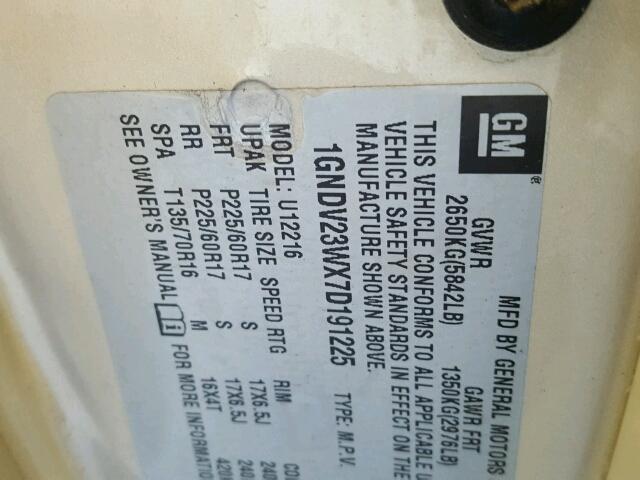 GM ®
MFD BY GENERAL MOTORS
GVWR GAWR FRT
2650KG(5842LB) 1350KG(2976LB)
THIS VEHICLE CONFORMS TO ALL APPLICABLE
VEHICLE SAFETY STANDARDS IN EFFECT ON THE
MANUFACTURE SHOWN ABOVE.
1GNDV23WX7D191225 TYPE: M.P.V.
MODEL: U12216
UPAK TIRE SIZE SPEED RTG RIM
FRT P225/60R17 S 17X6.5J 240
RR P225/60R17 S 17X6.5J 240
SPA T135/70R16 M 16X4T
SEE OWNER'S MANUAL FOR MORE INFORMATIO